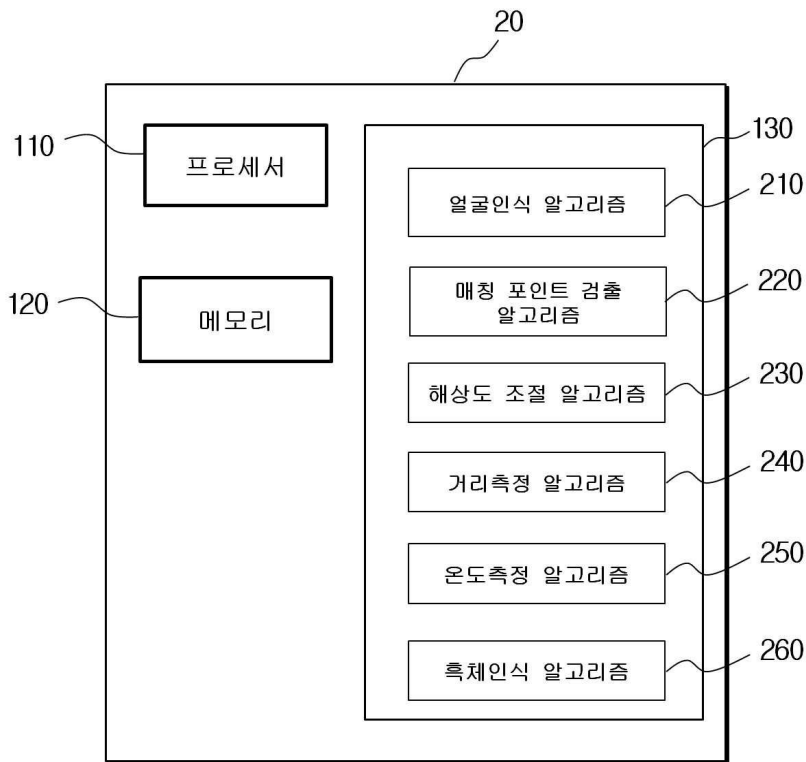 20
110
프로세서
130
얼굴인식 알고리즘
210
120
메모리
매칭 포인트 검출
알고리즘
220
해상도 조절 알고리즘
230
거리측정 알고리즘
240
온도측정 알고리즘
250
흑체인식 알고리즘
260